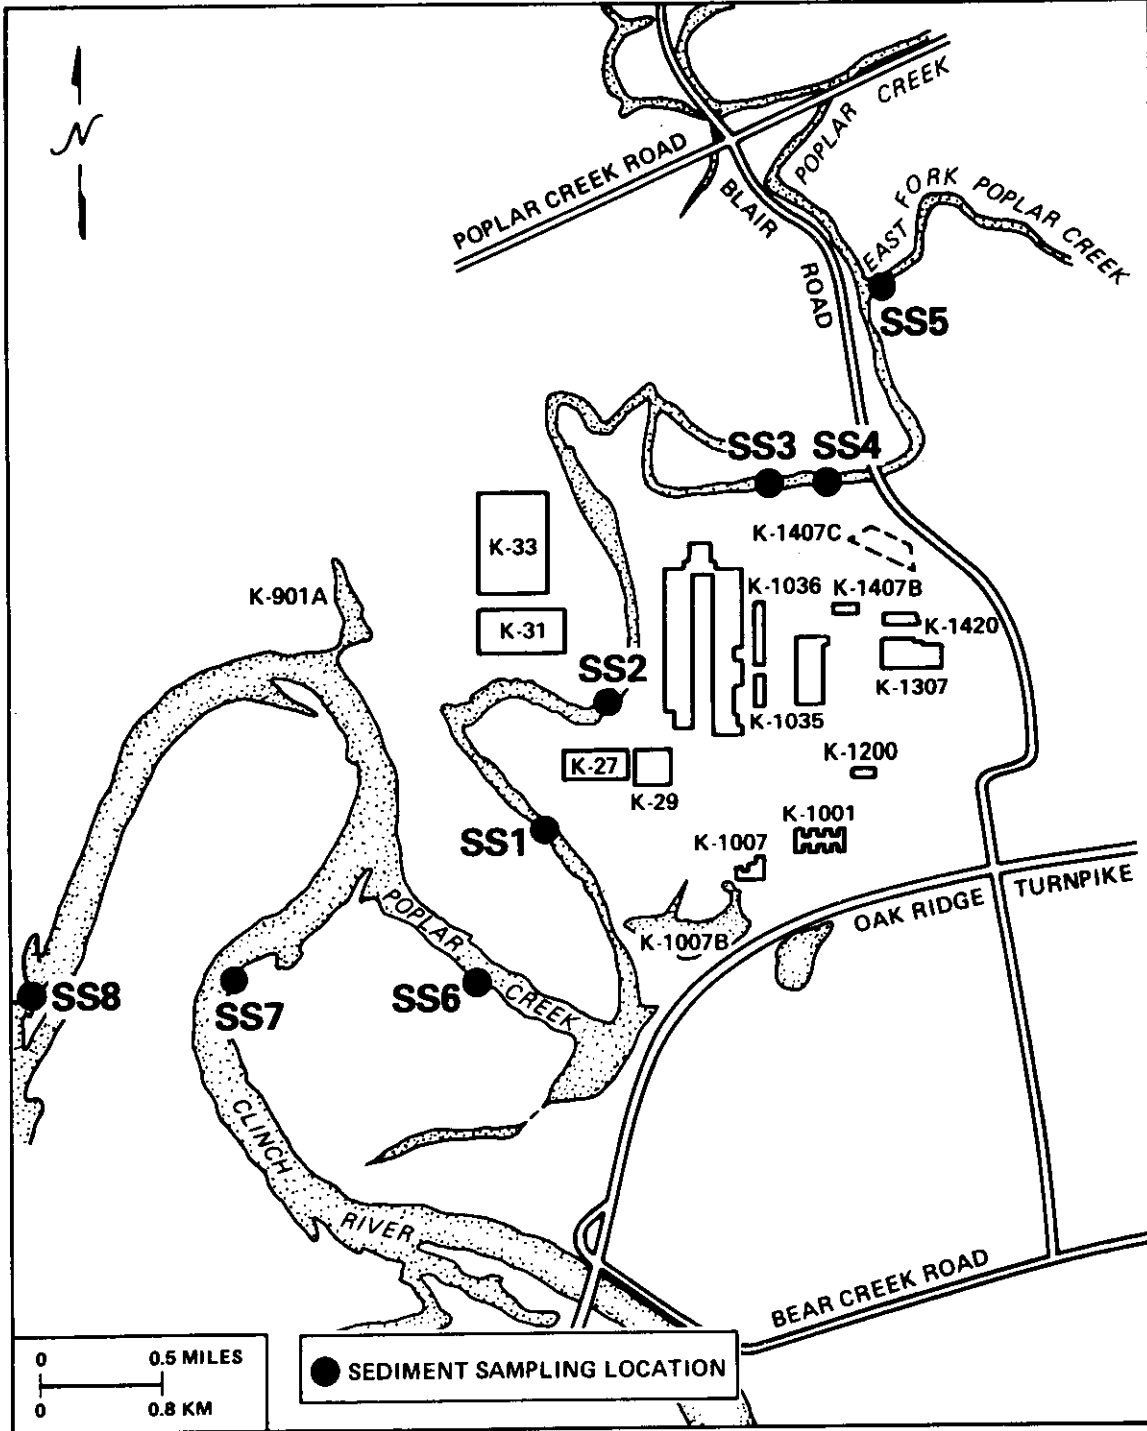 N
POPLAR CREEK
POPLAR CREEK ROAD
POPLAR
BLAIR
ROAD
EAST FORK POPLAR CREEK
SS5
SS3
SS4
K-1407C
K-33
K-901A
K-1036
K-1407B
K-31
K-1420
SS2
K-1307
K-1035
K-27
K-1200
K-29
SS1
K-1001
K-1007
POPLAR
CREEK
OAK RIDGE TURNPIKE
K-1007B
SS8
SS7
SS6
CLINCH
RIVER
BEAR CREEK ROAD
0 0.5 MILES
0 0.8 KM
SEDIMENT SAMPLING LOCATION